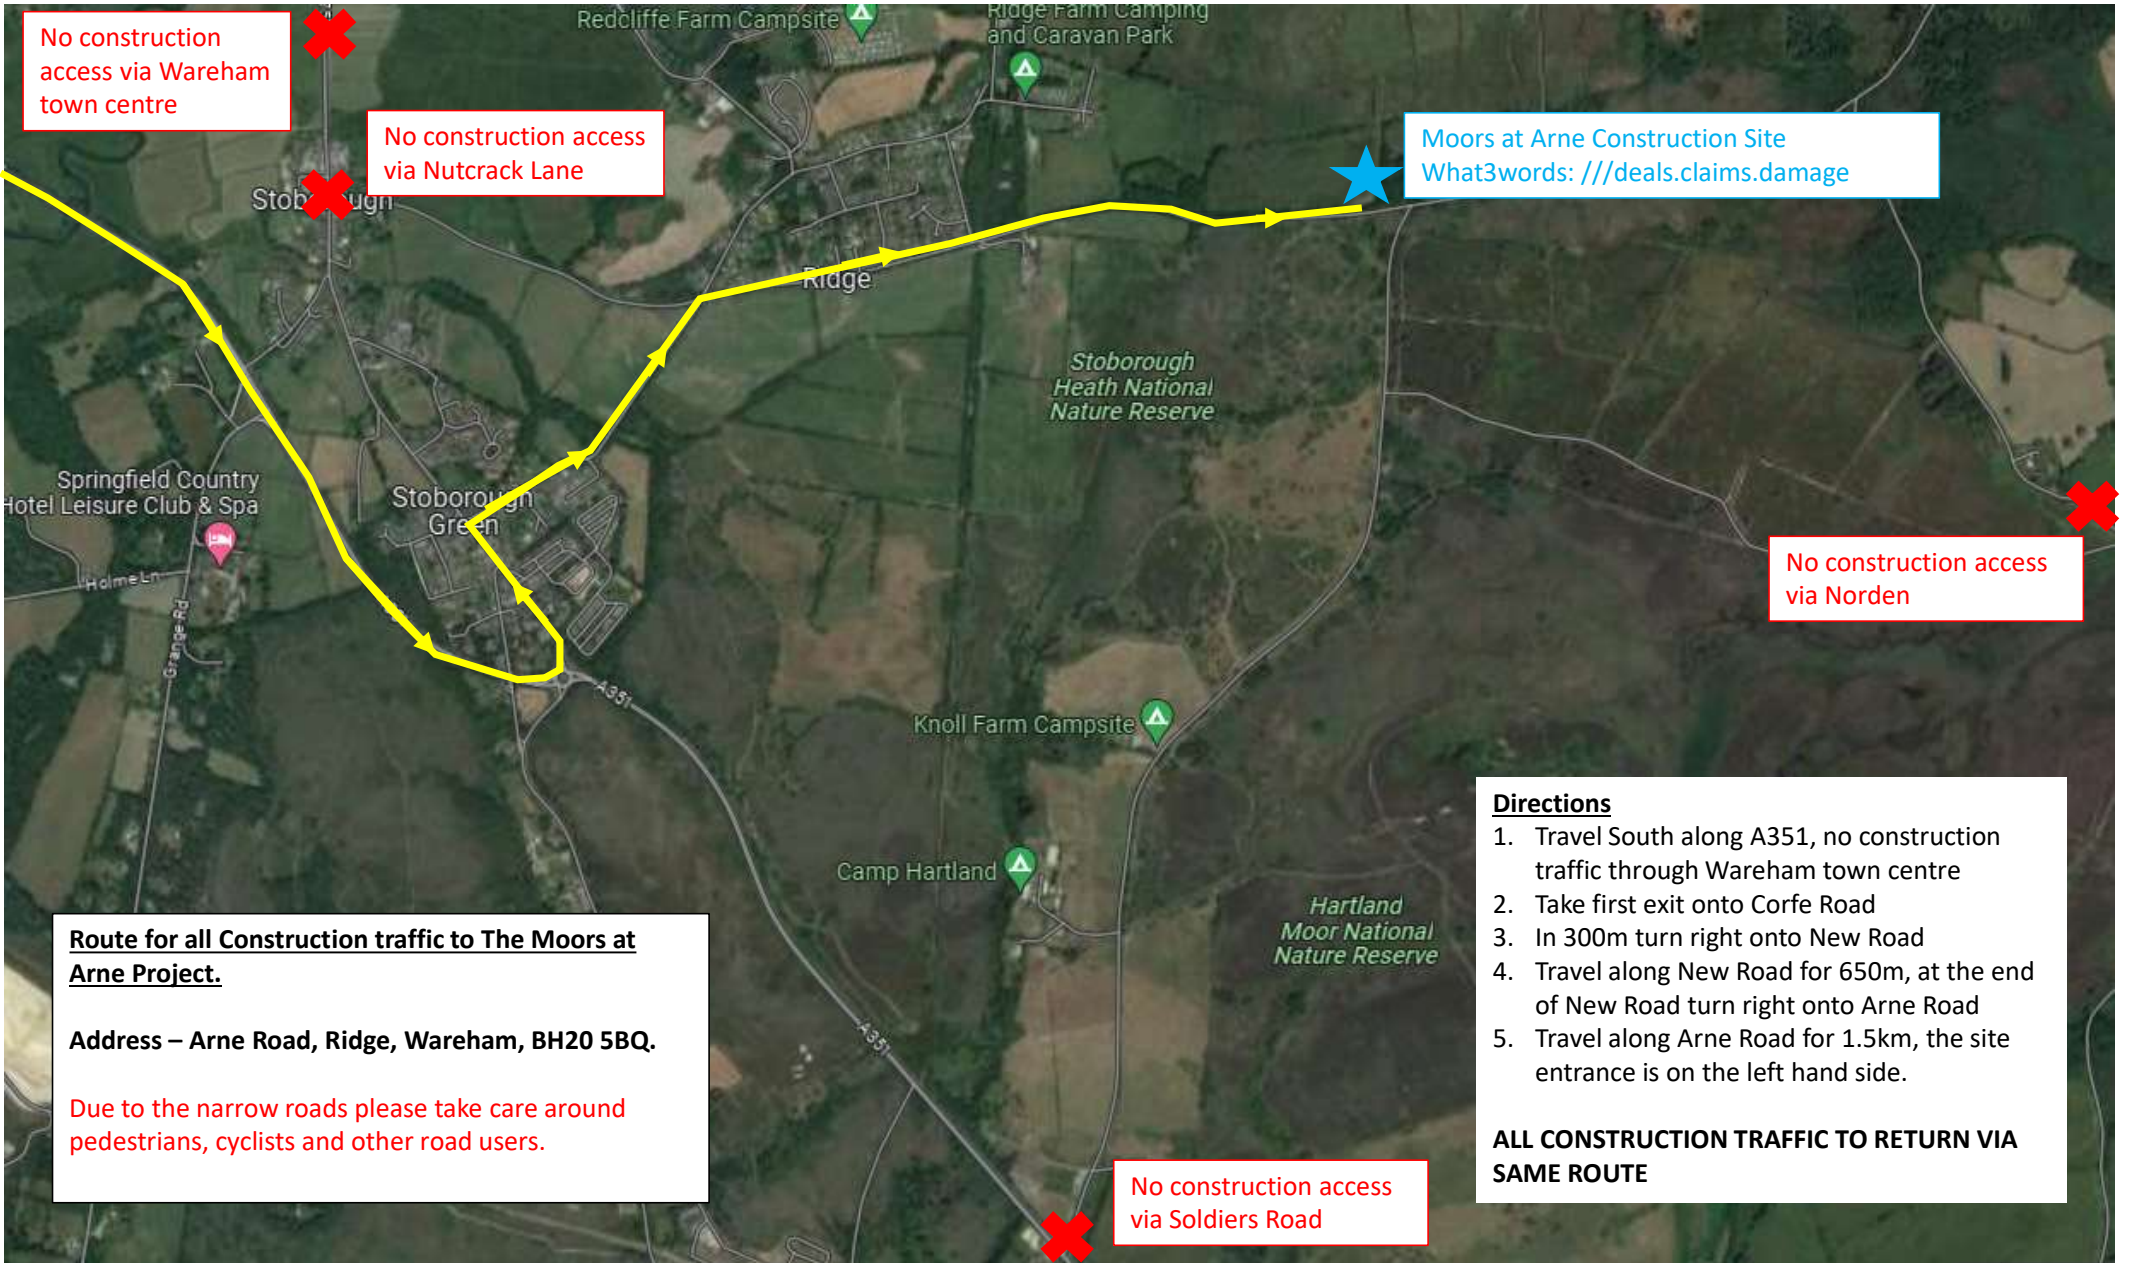 No construction
access via Wareham
town centre
Redcliffe Farm Campsite
Ridge Farm Camping
and Caravan Park
No construction access
via Nutcrack Lane
Moors at Arne Construction Site
What3words: ///deals.claims.damage
Stoborough
Ridge
Stoborough
Heath National
Nature Reserve
Springfield Country
Hotel Leisure Club & Spa
Stoborough
Green
Holme Ln
Grange Rd
No construction access
via Norden
A351
Knoll Farm Campsite
Camp Hartland
Hartland
Moor National
Nature Reserve
A351
Directions
1. Travel South along A351, no construction
traffic through Wareham town centre
2. Take first exit onto Corfe Road
3. In 300m turn right onto New Road
4. Travel along New Road for 650m, at the end
of New Road turn right onto Arne Road
5. Travel along Arne Road for 1.5km, the site
entrance is on the left hand side.
ALL CONSTRUCTION TRAFFIC TO RETURN VIA
SAME ROUTE
Route for all Construction traffic to The Moors at
Arne Project.
Address – Arne Road, Ridge, Wareham, BH20 5BQ.
Due to the narrow roads please take care around
pedestrians, cyclists and other road users.
No construction access
via Soldiers Road